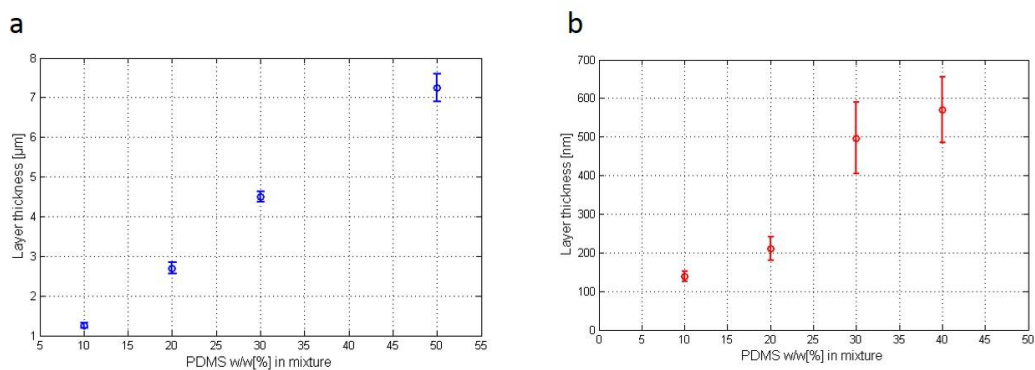 a
8
7
6
5
4
3
2
1
Layer thickness [µm]
5 10 15 20 25 30 35 40 45 50 55
PDMS w/w[%] in mixture
b
700
600
500
400
300
200
100
0
Layer thickness [nm]
0 5 10 15 20 25 30 35 40 45 50
PDMS w/w[%] in mixture